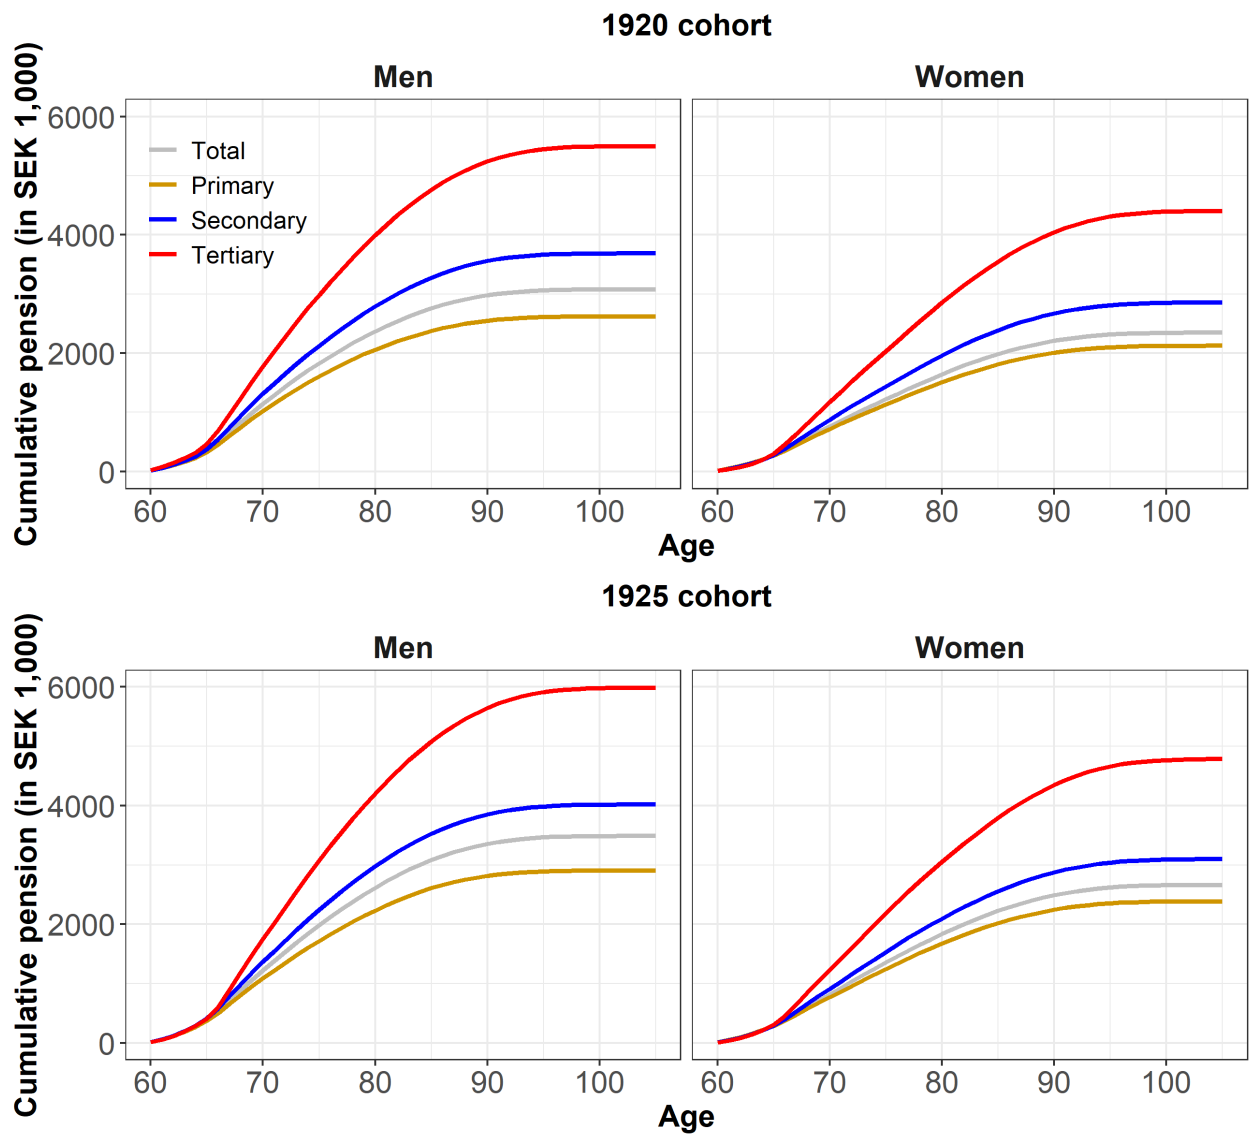 1920 cohort
Men
Women
Cumulative pension (in SEK 1,000)
6000
4000
2000
0
Total
Primary
Secondary
Tertiary
60 70 80 90 100
60 70 80 90 100
Age
1925 cohort
Men
Women
Cumulative pension (in SEK 1,000)
6000
4000
2000
0
60 70 80 90 100
60 70 80 90 100
Age